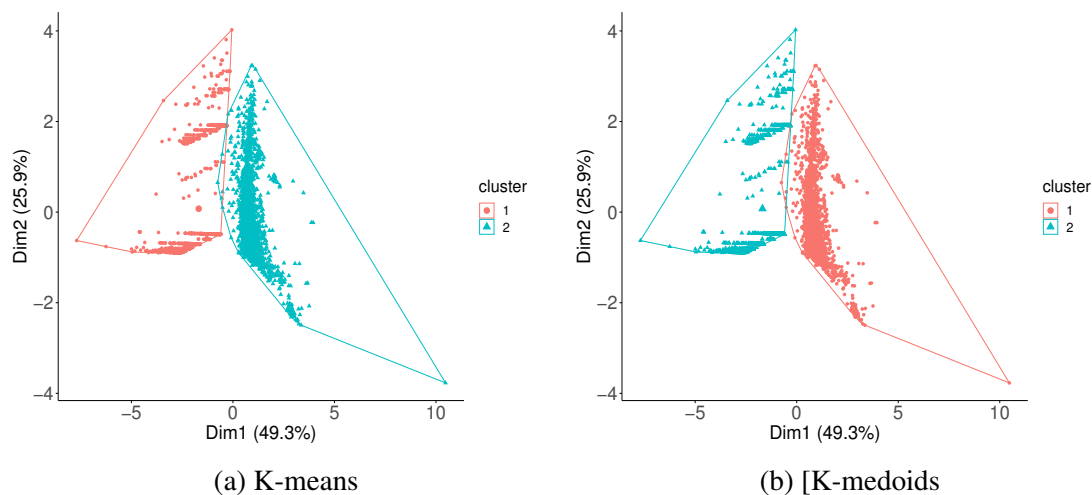 4
2
0
−2
−4
Dim2 (25.9%)
−5
0
5
10
Dim1 (49.3%)
cluster
1
2
(a) K-means
4
2
0
−2
−4
Dim2 (25.9%)
−5
0
5
10
Dim1 (49.3%)
cluster
1
2
(b) [K-medoids